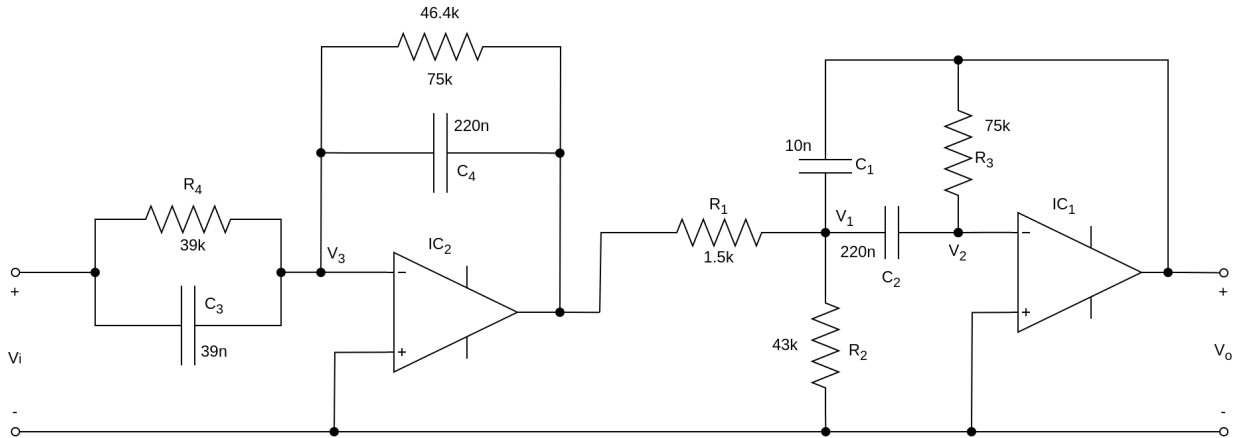 46.4k
75k
220n
C4
R4
39k
C3
39n
V3
IC2
−
+
R1
1.5k
10n
C1
V1
220n
C2
75k
R3
V2
IC1
−
+
43k
R2
+
Vi
-
+
Vo
-